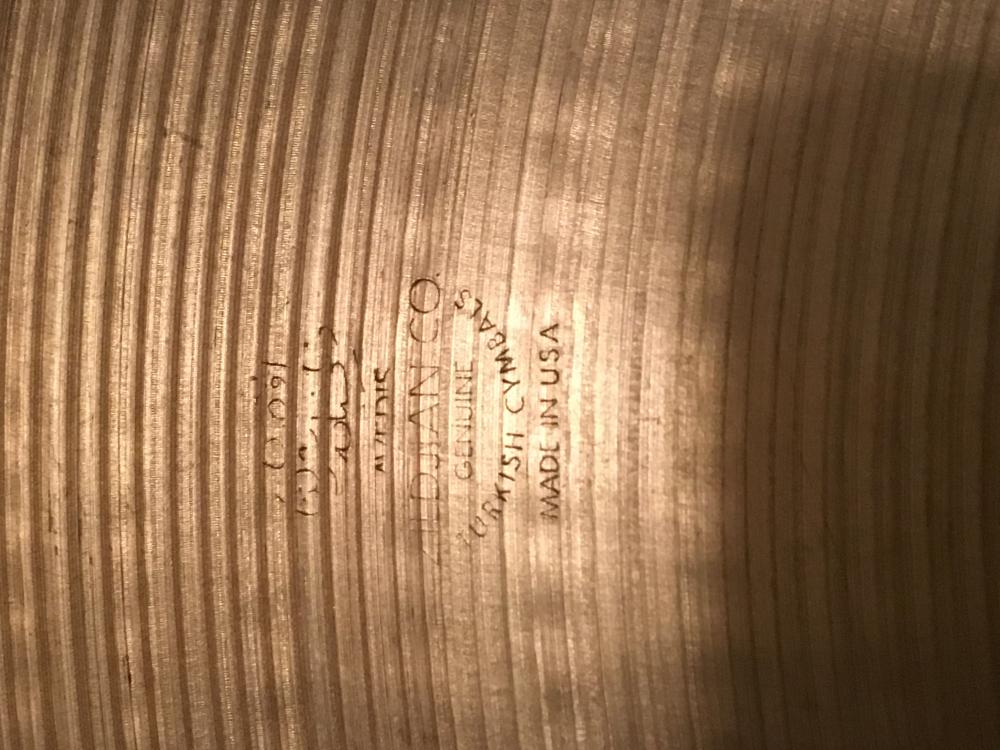 AVEDIS
ZILDJIAN CO.
GENUINE
TURKISH CYMBALS
MADE IN USA